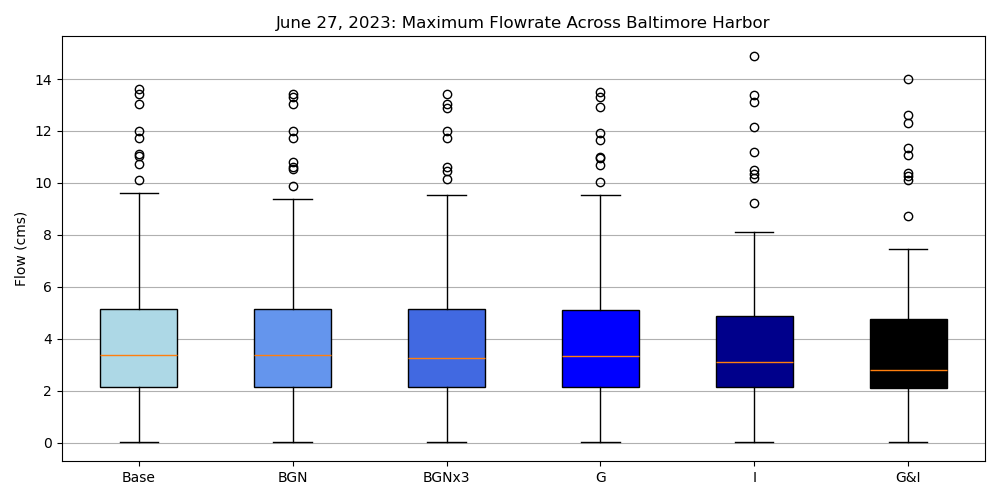 June 27, 2023: Maximum Flowrate Across Baltimore Harbor
Flow (cms)
14
12
10
8
6
4
2
0
Base BGN BGNx3 G I G&I